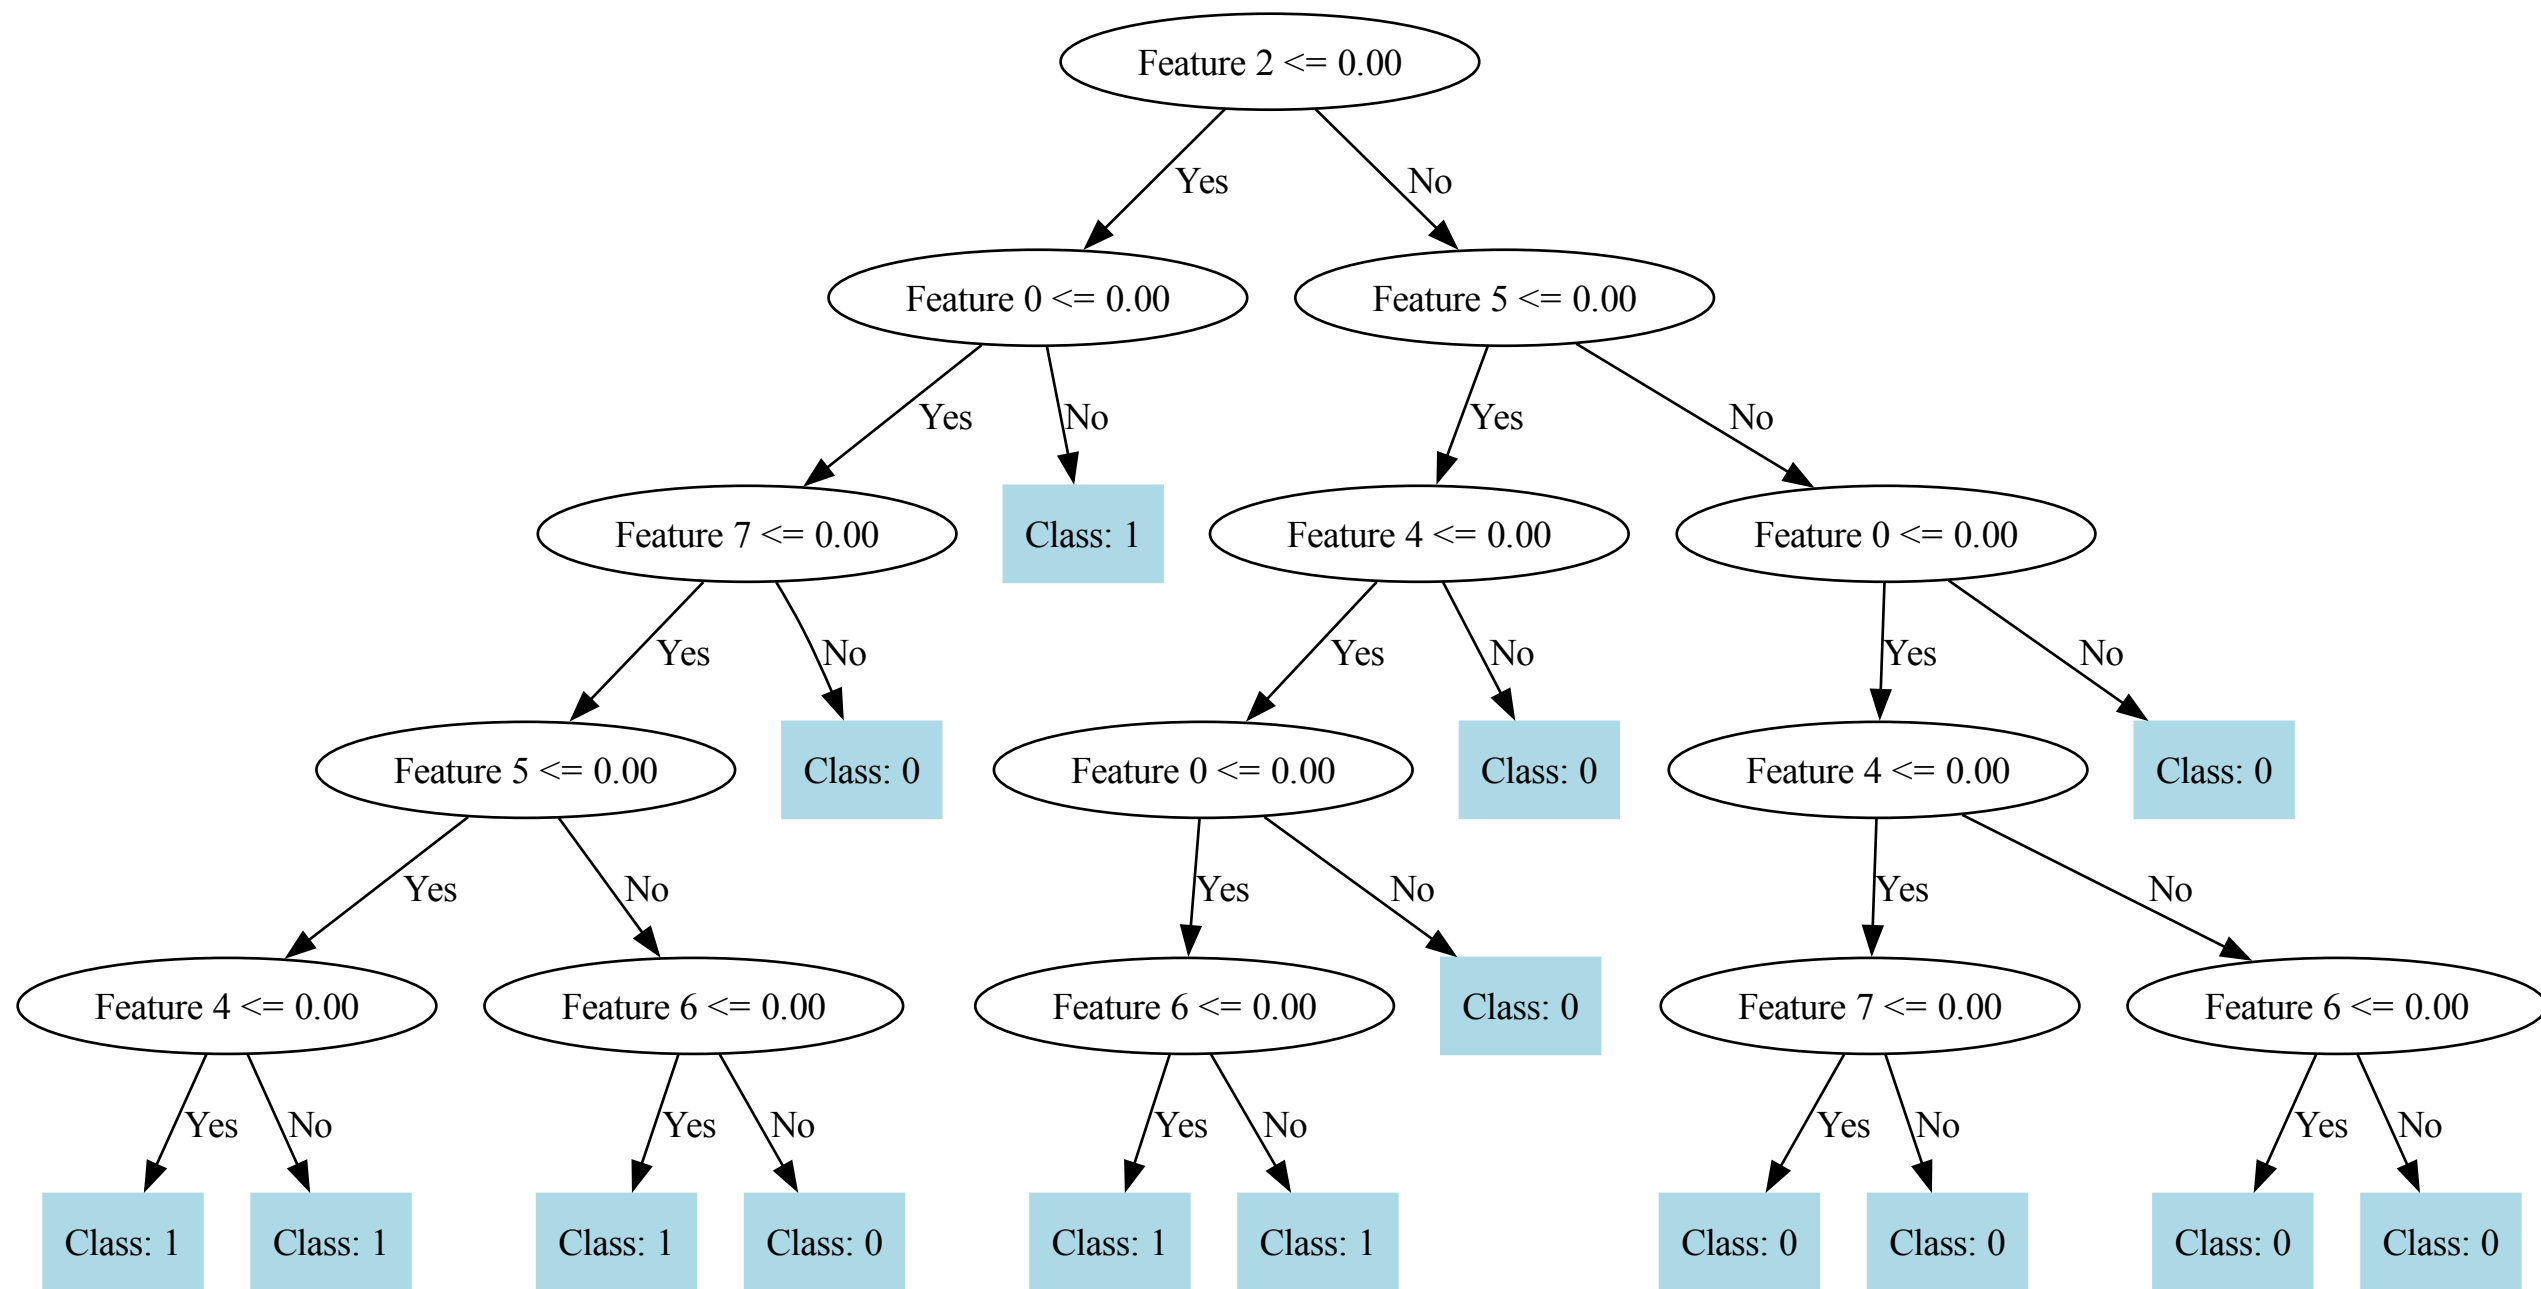 Feature 2 <= 0.00
Yes
No
Feature 0 <= 0.00
Feature 5 <= 0.00
Yes
No
Yes
No
Feature 7 <= 0.00
Class: 1
Feature 4 <= 0.00
Feature 0 <= 0.00
Yes
No
Yes
No
Yes
No
Feature 5 <= 0.00
Class: 0
Feature 0 <= 0.00
Class: 0
Feature 4 <= 0.00
Class: 0
Yes
No
Yes
No
Yes
No
Feature 4 <= 0.00
Feature 6 <= 0.00
Feature 6 <= 0.00
Class: 0
Feature 7 <= 0.00
Feature 6 <= 0.00
Yes
No
Yes
No
Yes
No
Yes
No
Yes
No
Class: 1
Class: 1
Class: 1
Class: 0
Class: 1
Class: 1
Class: 0
Class: 0
Class: 0
Class: 0